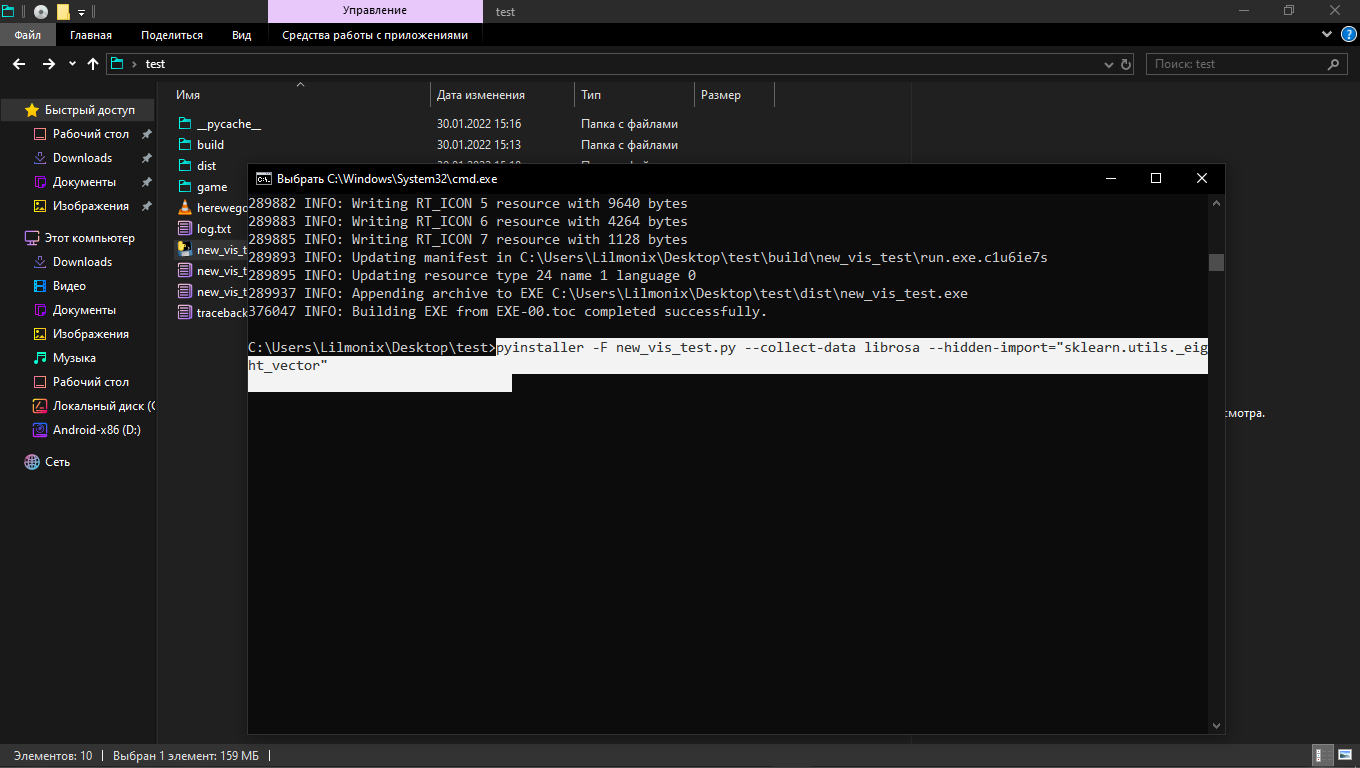 Управление
test
Файл
Главная
Поделиться
Вид
Средства работы с приложениями
test
Поиск: test
Быстрый доступ
Рабочий стол
Downloads
Документы
Изображения
Этот компьютер
Downloads
Видео
Документы
Изображения
Музыка
Рабочий стол
Локальный диск (
Android-x86 (D:)
Сеть
Имя
Дата изменения
Тип
Размер
__pycache__
30.01.2022 15:16
Папка с файлами
build
30.01.2022 15:13
Папка с файлами
dist
game
herewego
log.txt
new_vis_t
new_vis_t
new_vis_t
traceback
Выбрать C:\Windows\System32\cmd.exe
289882 INFO: Writing RT_ICON 5 resource with 9640 bytes
289883 INFO: Writing RT_ICON 6 resource with 4264 bytes
289885 INFO: Writing RT_ICON 7 resource with 1128 bytes
289893 INFO: Updating manifest in C:\Users\Lilmonix\Desktop\test\build\new_vis_test\run.exe.c1u6ie7s
289895 INFO: Updating resource type 24 name 1 language 0
289937 INFO: Appending archive to EXE C:\Users\Lilmonix\Desktop\test\dist\new_vis_test.exe
376047 INFO: Building EXE from EXE-00.toc completed successfully.
C:\Users\Lilmonix\Desktop\test>pyinstaller -F new_vis_test.py --collect-data librosa --hidden-import="sklearn.utils._eig
ht_vector"
смотра.
Элементов: 10
Выбран 1 элемент: 159 МБ